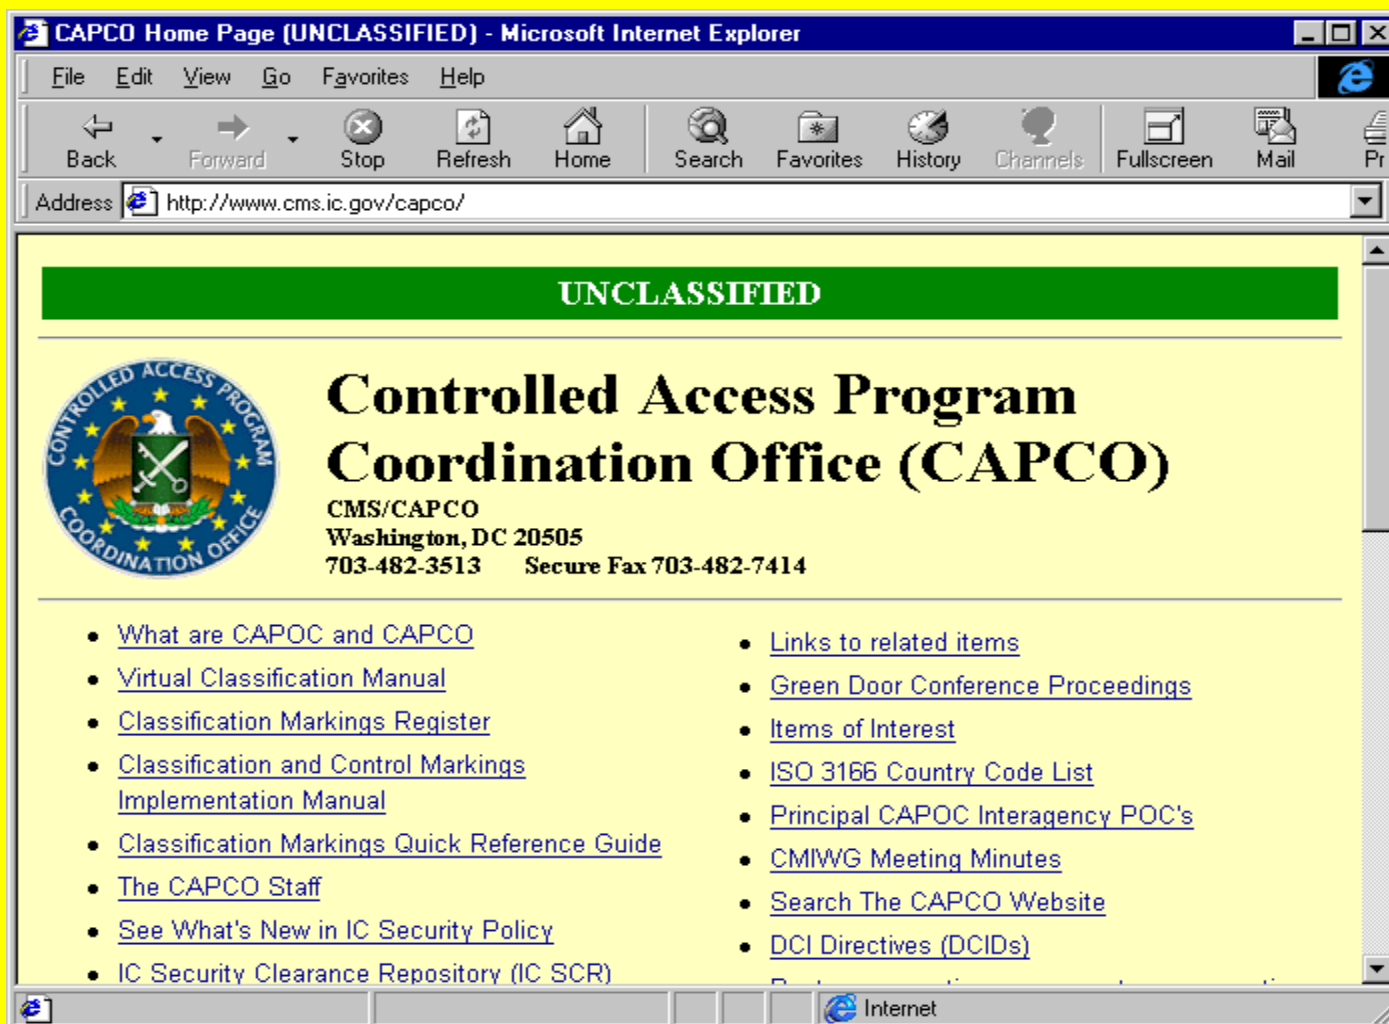 CAPCO Home Page (UNCLASSIFIED) - Microsoft Internet Explorer
File Edit View Go Favorites Help
Back Forward Stop Refresh Home Search Favorites History Channels Fullscreen Mail Pr
Address http://www.cms.ic.gov/capco/
UNCLASSIFIED
CONTROLLED ACCESS PROGRAM
COORDINATION OFFICE
Controlled Access Program
Coordination Office (CAPCO)
CMS/CAPCO
Washington, DC 20505
703-482-3513 Secure Fax 703-482-7414
What are CAPOC and CAPCO
Virtual Classification Manual
Classification Markings Register
Classification and Control Markings
Implementation Manual
Classification Markings Quick Reference Guide
The CAPCO Staff
See What's New in IC Security Policy
IC Security Clearance Repository (IC SCR)
Links to related items
Green Door Conference Proceedings
Items of Interest
ISO 3166 Country Code List
Principal CAPOC Interagency POC's
CMIWG Meeting Minutes
Search The CAPCO Website
DCI Directives (DCIDs)
Internet